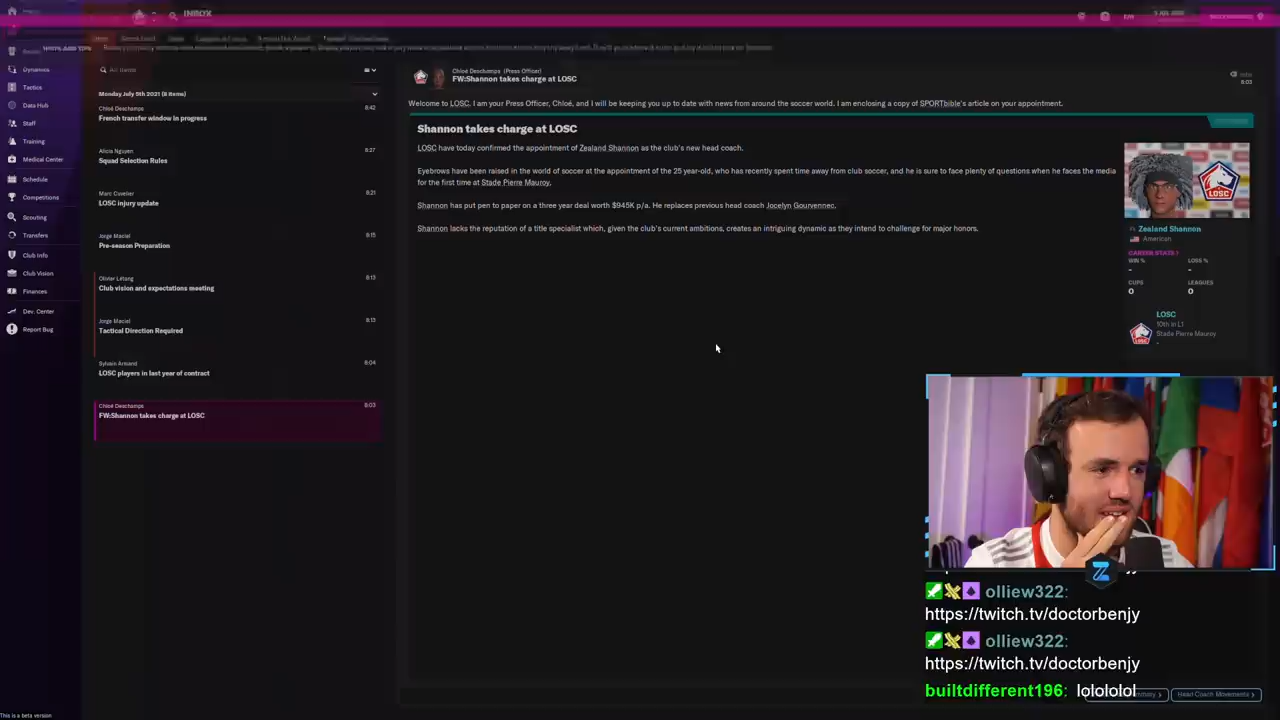 INBOX
All Items
Monday July 5th 2021 (8 Items)
Chloé Deschamps
8:42
French transfer window in progress
Alicia Nguyen
8:27
Squad Selection Rules
Marc Cuvelier
8:21
LOSC injury update
Jorge Maciel
8:15
Pre-season Preparation
Olivier Létang
8:13
Club vision and expectations meeting
Jorge Maciel
8:13
Tactical Direction Required
Sylvain Armand
8:04
LOSC players in last year of contract
Chloé Deschamps
8:03
FW:Shannon takes charge at LOSC
Dynamics
Tactics
Data Hub
Staff
Training
Medical Center
Schedule
Competitions
Scouting
Transfers
Club Info
Club Vision
Finances
Dev. Center
Report Bug
This is a beta version
Chloé Deschamps (Press Officer)
FW:Shannon takes charge at LOSC
8:03
Welcome to LOSC. I am your Press Officer, Chloé, and I will be keeping you up to date with news from around the soccer world. I am enclosing a copy of SPORTbible's article on your appointment.
Shannon takes charge at LOSC
LOSC have today confirmed the appointment of Zealand Shannon as the club's new head coach.
Eyebrows have been raised in the world of soccer at the appointment of the 25 year-old, who has recently spent time away from club soccer, and he is sure to face plenty of questions when he faces the media
for the first time at Stade Pierre Mauroy.
Shannon has put pen to paper on a three year deal worth $945K p/a. He replaces previous head coach Jocelyn Gourvennec.
Shannon lacks the reputation of a title specialist which, given the club's current ambitions, creates an intriguing dynamic as they intend to challenge for major honors.
LOSC
Zealand Shannon
American
CAREER STATS
WIN %
LOSS %
-
-
CUPS
LEAGUES
0
0
LOSC
10th in L1
Stade Pierre Mauroy
-
olliew322:
https://twitch.tv/doctorbenjy
olliew322:
https://twitch.tv/doctorbenjy
builtdifferent196: lolololol
Head Coach Movements